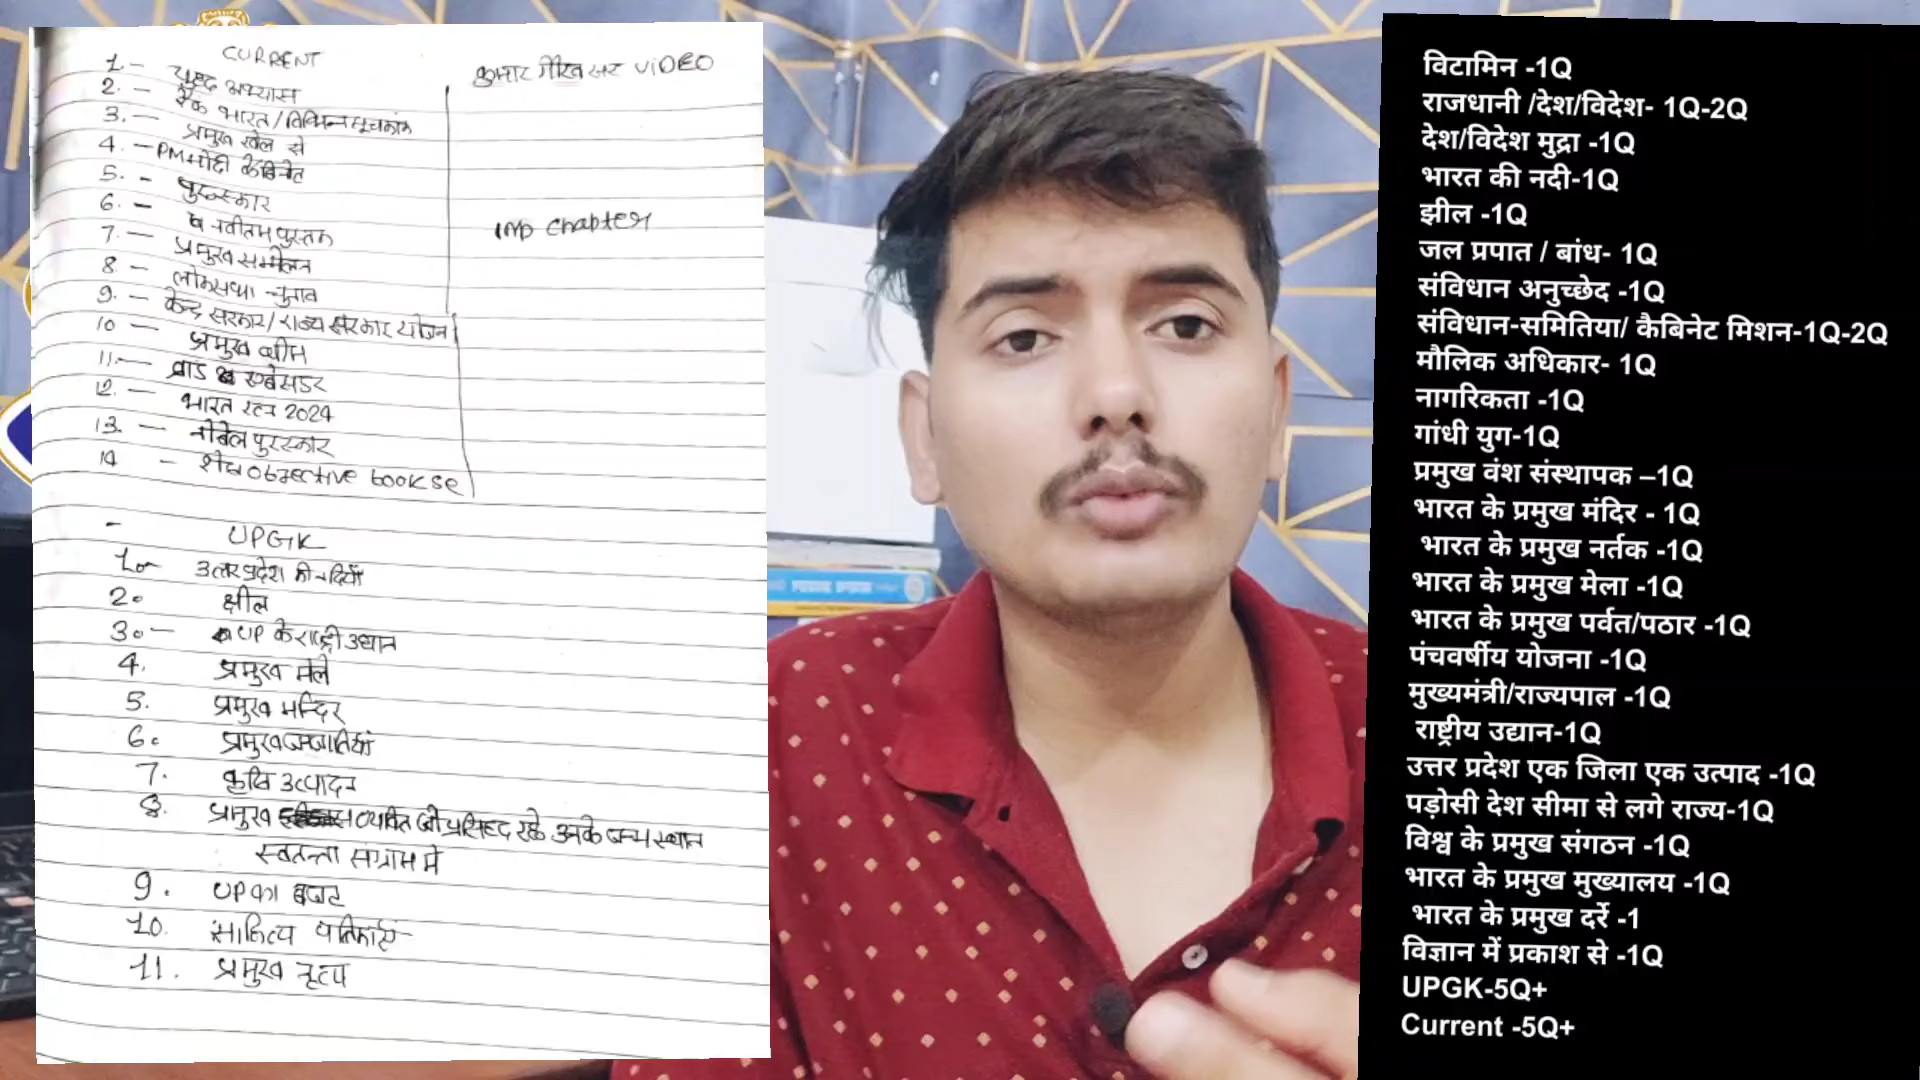 CURRENT
1. - युद्ध अभ्यास
2. - रैंक भारत/विभिन्न सूचकांक
3. - प्रमुख खेल से
4. - PM मोदी कैबिनेट
5. - पुरुस्कार
6. - नवीतम पुस्तक
7. - प्रमुख सम्मेलन
8. - लोकसभा चुनाव
9. - केन्द्र सरकार/राज्य सरकार योजन
10 - प्रमुख थीम
11. - ब्रांड एम्बेसडर
12. - भारत रत्न 2024
13. - नोबेल पुरस्कार
14 - शेष objective book se
कुमार गौरव सर VIDEO
imp chapter
- UPGK
1. उत्तर प्रदेश की नदियाँ
2. झील
3. - UP के राष्ट्री उधान
4. प्रमुख मेले
5. प्रमुख मन्दिर
6. प्रमुख जनजातियां
7. कृषि उत्पादन
8. प्रमुख व्यक्ति जो प्रसिद्द रहे उनके जन्म स्थान
स्वतन्ता संग्राम मे
9. UP का बजट
10. साहित्य पत्रिकाएं
11. प्रमुख नृत्य
विटामिन -1Q
राजधानी /देश/विदेश- 1Q-2Q
देश/विदेश मुद्रा -1Q
भारत की नदी-1Q
झील -1Q
जल प्रपात / बांध- 1Q
संविधान अनुच्छेद -1Q
संविधान-समितिया/ कैबिनेट मिशन-1Q-2Q
मौलिक अधिकार- 1Q
नागरिकता -1Q
गांधी युग-1Q
प्रमुख वंश संस्थापक –1Q
भारत के प्रमुख मंदिर - 1Q
भारत के प्रमुख नर्तक -1Q
भारत के प्रमुख मेला -1Q
भारत के प्रमुख पर्वत/पठार -1Q
पंचवर्षीय योजना -1Q
मुख्यमंत्री/राज्यपाल -1Q
राष्ट्रीय उद्यान-1Q
उत्तर प्रदेश एक जिला एक उत्पाद -1Q
पड़ोसी देश सीमा से लगे राज्य-1Q
विश्व के प्रमुख संगठन -1Q
भारत के प्रमुख मुख्यालय -1Q
भारत के प्रमुख दर्रे -1
विज्ञान में प्रकाश से -1Q
UPGK-5Q+
Current -5Q+